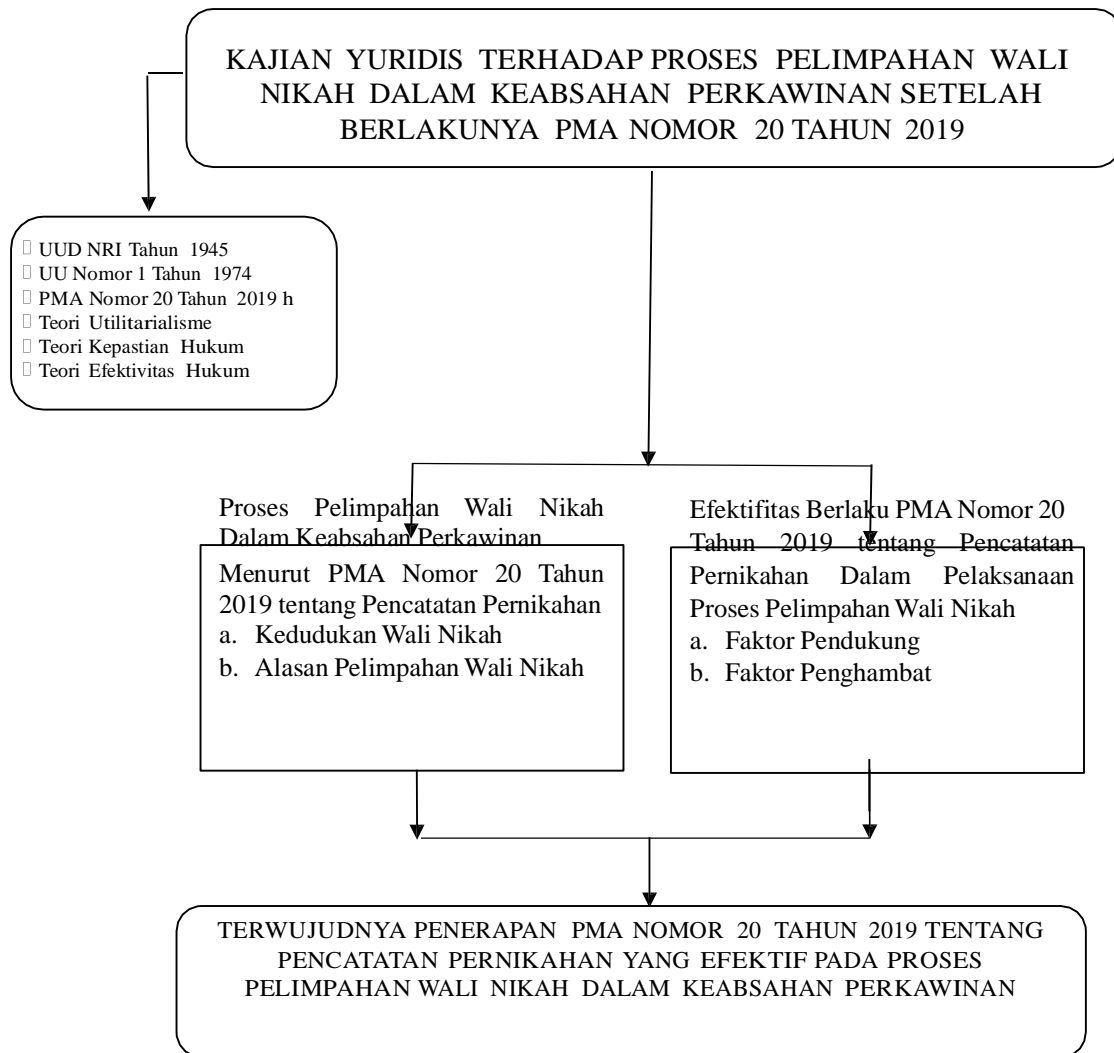 KAJIAN YURIDIS TERHADAP PROSES PELIMPAHAN WALI
NIKAH DALAM KEABSAHAN PERKAWINAN SETELAH
BERLAKUNYA PMA NOMOR 20 TAHUN 2019
UUD NRI Tahun 1945
UU Nomor 1 Tahun 1974
PMA Nomor 20 Tahun 2019 h
Teori Utilitarialisme
Teori Kepastian Hukum
Teori Efektivitas Hukum
Proses Pelimpahan Wali Nikah
Dalam Keabsahan Perkawinan
Menurut PMA Nomor 20 Tahun
2019 tentang Pencatatan Pernikahan
a. Kedudukan Wali Nikah
b. Alasan Pelimpahan Wali Nikah
Efektifitas Berlaku PMA Nomor 20
Tahun 2019 tentang Pencatatan
Pernikahan Dalam Pelaksanaan
Proses Pelimpahan Wali Nikah
a. Faktor Pendukung
b. Faktor Penghambat
TERWUJUDNYA PENERAPAN PMA NOMOR 20 TAHUN 2019 TENTANG
PENCATATAN PERNIKAHAN YANG EFEKTIF PADA PROSES
PELIMPAHAN WALI NIKAH DALAM KEABSAHAN PERKAWINAN